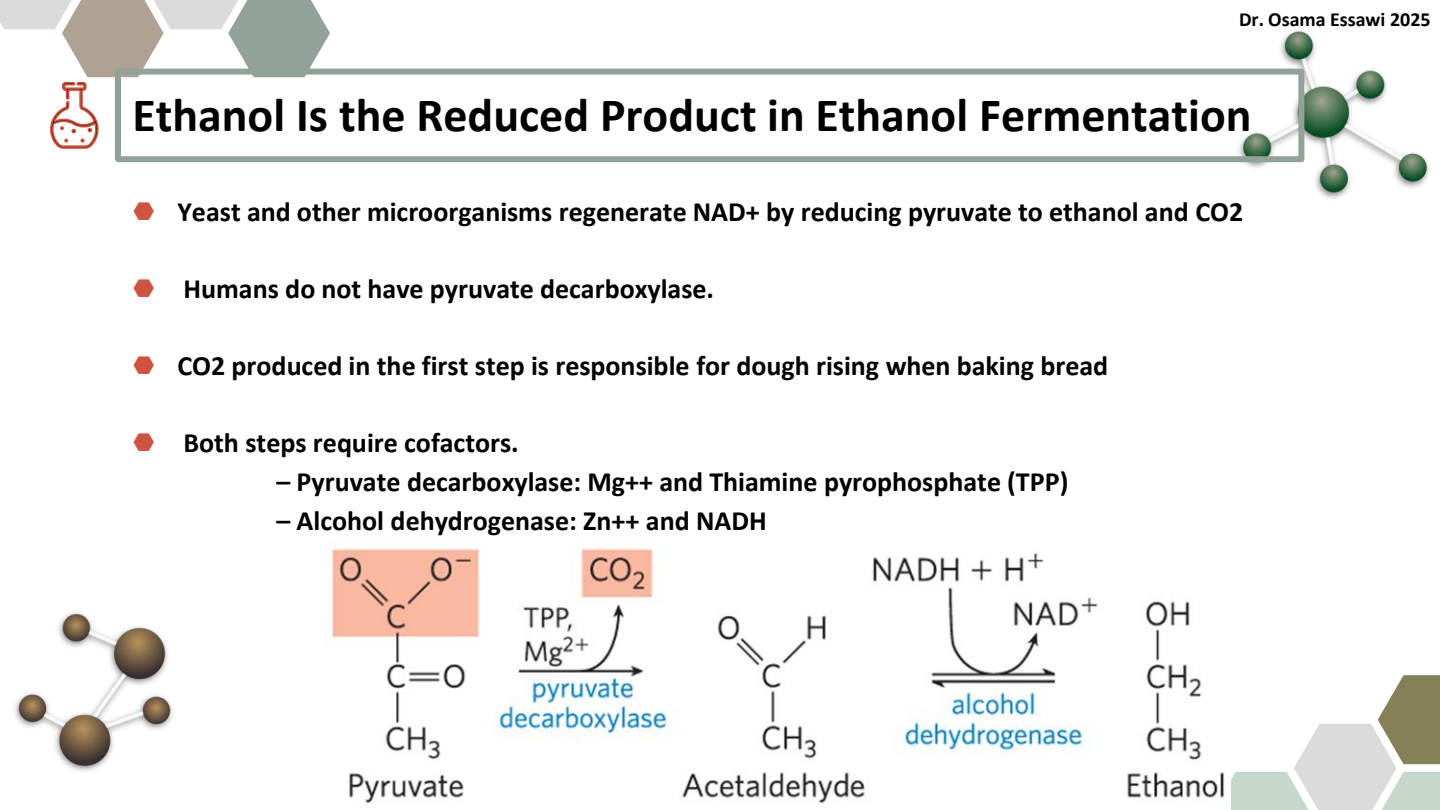 Dr. Osama Essawi 2025
Ethanol Is the Reduced Product in Ethanol Fermentation
Yeast and other microorganisms regenerate NAD+ by reducing pyruvate to ethanol and CO2
Humans do not have pyruvate decarboxylase.
CO2 produced in the first step is responsible for dough rising when baking bread
Both steps require cofactors.
– Pyruvate decarboxylase: Mg++ and Thiamine pyrophosphate (TPP)
– Alcohol dehydrogenase: Zn++ and NADH
O O⁻
C
C=O
CH₃
Pyruvate
CO₂
TPP,
Mg²⁺
pyruvate
decarboxylase
O H
C
CH₃
Acetaldehyde
NADH + H⁺
NAD⁺
alcohol
dehydrogenase
OH
CH₂
CH₃
Ethanol